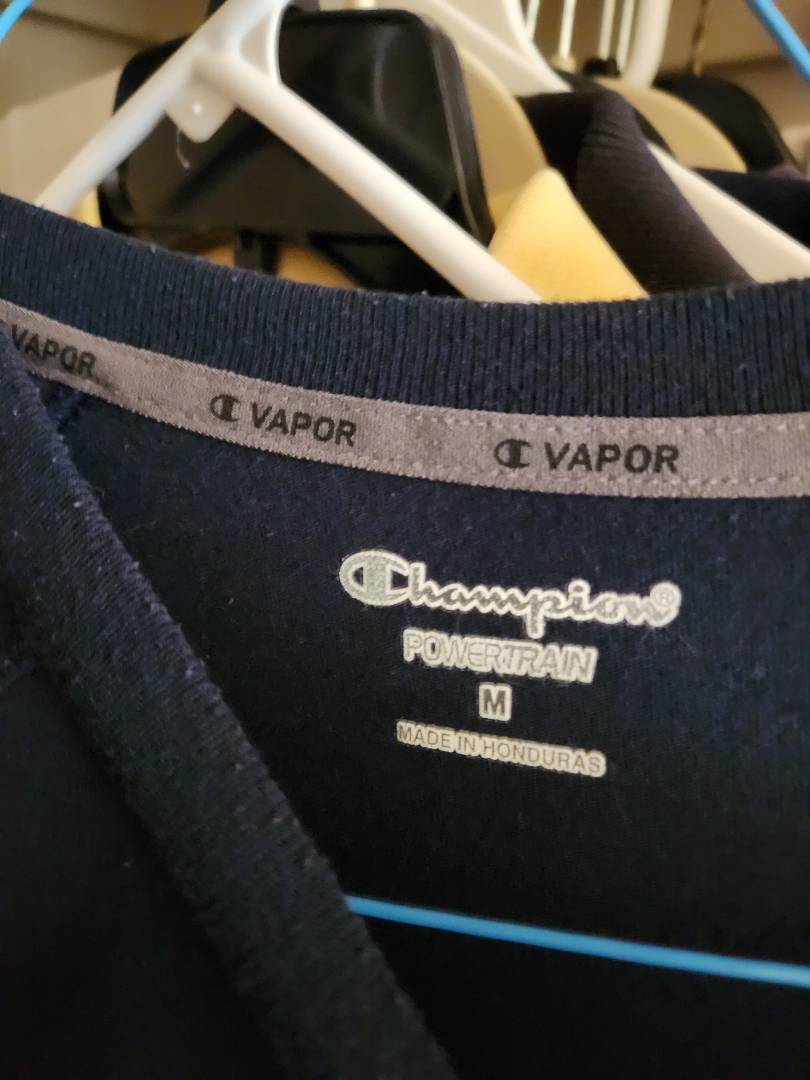 VAPOR
VAPOR
VAPOR
Champion®
POWERTRAIN
M
MADE IN HONDURAS